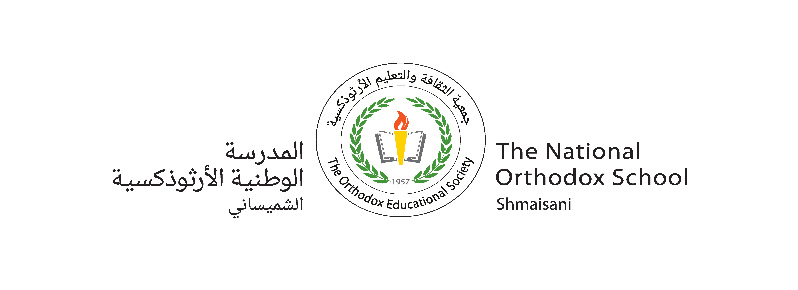 المدرسة
الوطنية الأرثوذكسية
الشميساني
جمعية الثقافة والتعليم الأرثوذكسية
1957
The Orthodox Educational Society
The National
Orthodox School
Shmaisani